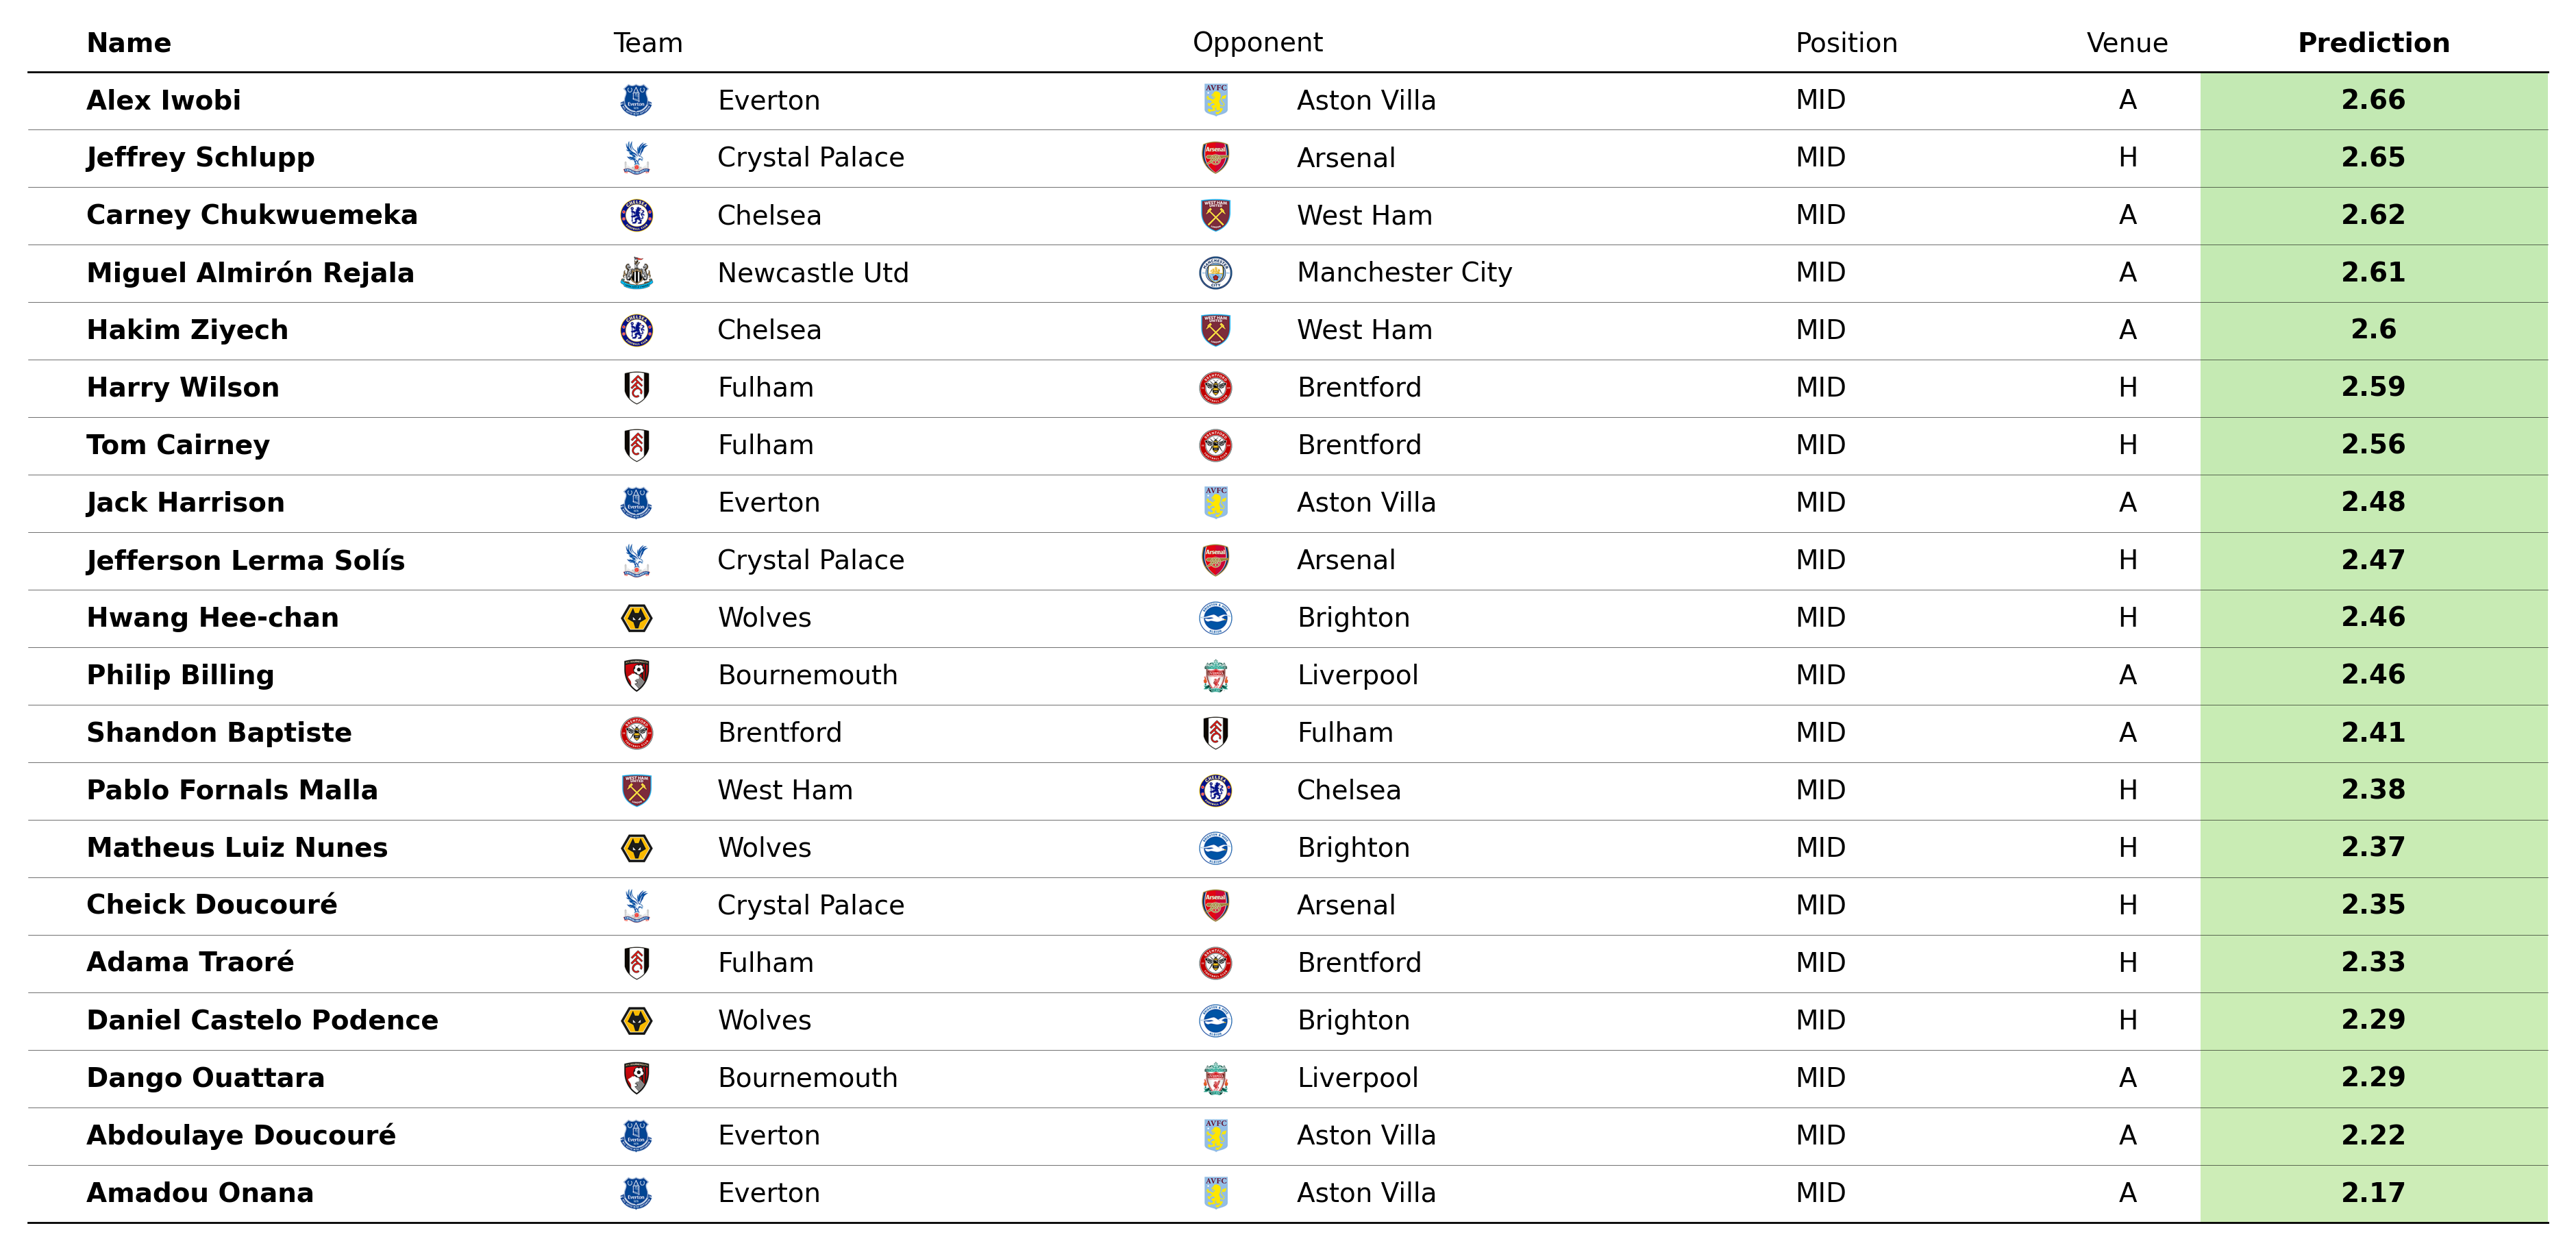 Name Team Opponent Position Venue Prediction
Alex Iwobi Everton Aston Villa MID A 2.66
Jeffrey Schlupp Crystal Palace Arsenal MID H 2.65
Carney Chukwuemeka Chelsea West Ham MID A 2.62
Miguel Almirón Rejala Newcastle Utd Manchester City MID A 2.61
Hakim Ziyech Chelsea West Ham MID A 2.6
Harry Wilson Fulham Brentford MID H 2.59
Tom Cairney Fulham Brentford MID H 2.56
Jack Harrison Everton Aston Villa MID A 2.48
Jefferson Lerma Solís Crystal Palace Arsenal MID H 2.47
Hwang Hee-chan Wolves Brighton MID H 2.46
Philip Billing Bournemouth Liverpool MID A 2.46
Shandon Baptiste Brentford Fulham MID A 2.41
Pablo Fornals Malla West Ham Chelsea MID H 2.38
Matheus Luiz Nunes Wolves Brighton MID H 2.37
Cheick Doucouré Crystal Palace Arsenal MID H 2.35
Adama Traoré Fulham Brentford MID H 2.33
Daniel Castelo Podence Wolves Brighton MID H 2.29
Dango Ouattara Bournemouth Liverpool MID A 2.29
Abdoulaye Doucouré Everton Aston Villa MID A 2.22
Amadou Onana Everton Aston Villa MID A 2.17